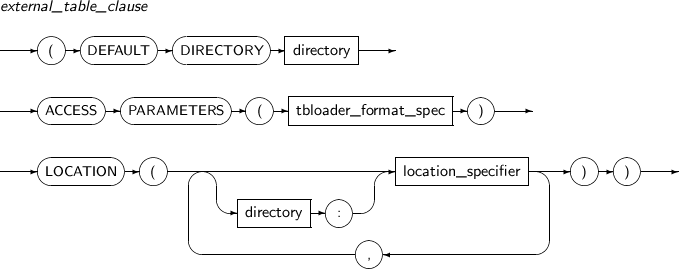 external_table_clause
( DEFAULT DIRECTORY directory
ACCESS PARAMETERS ( tbloader_format_spec )
LOCATION ( location_specifier ) )
directory :
,